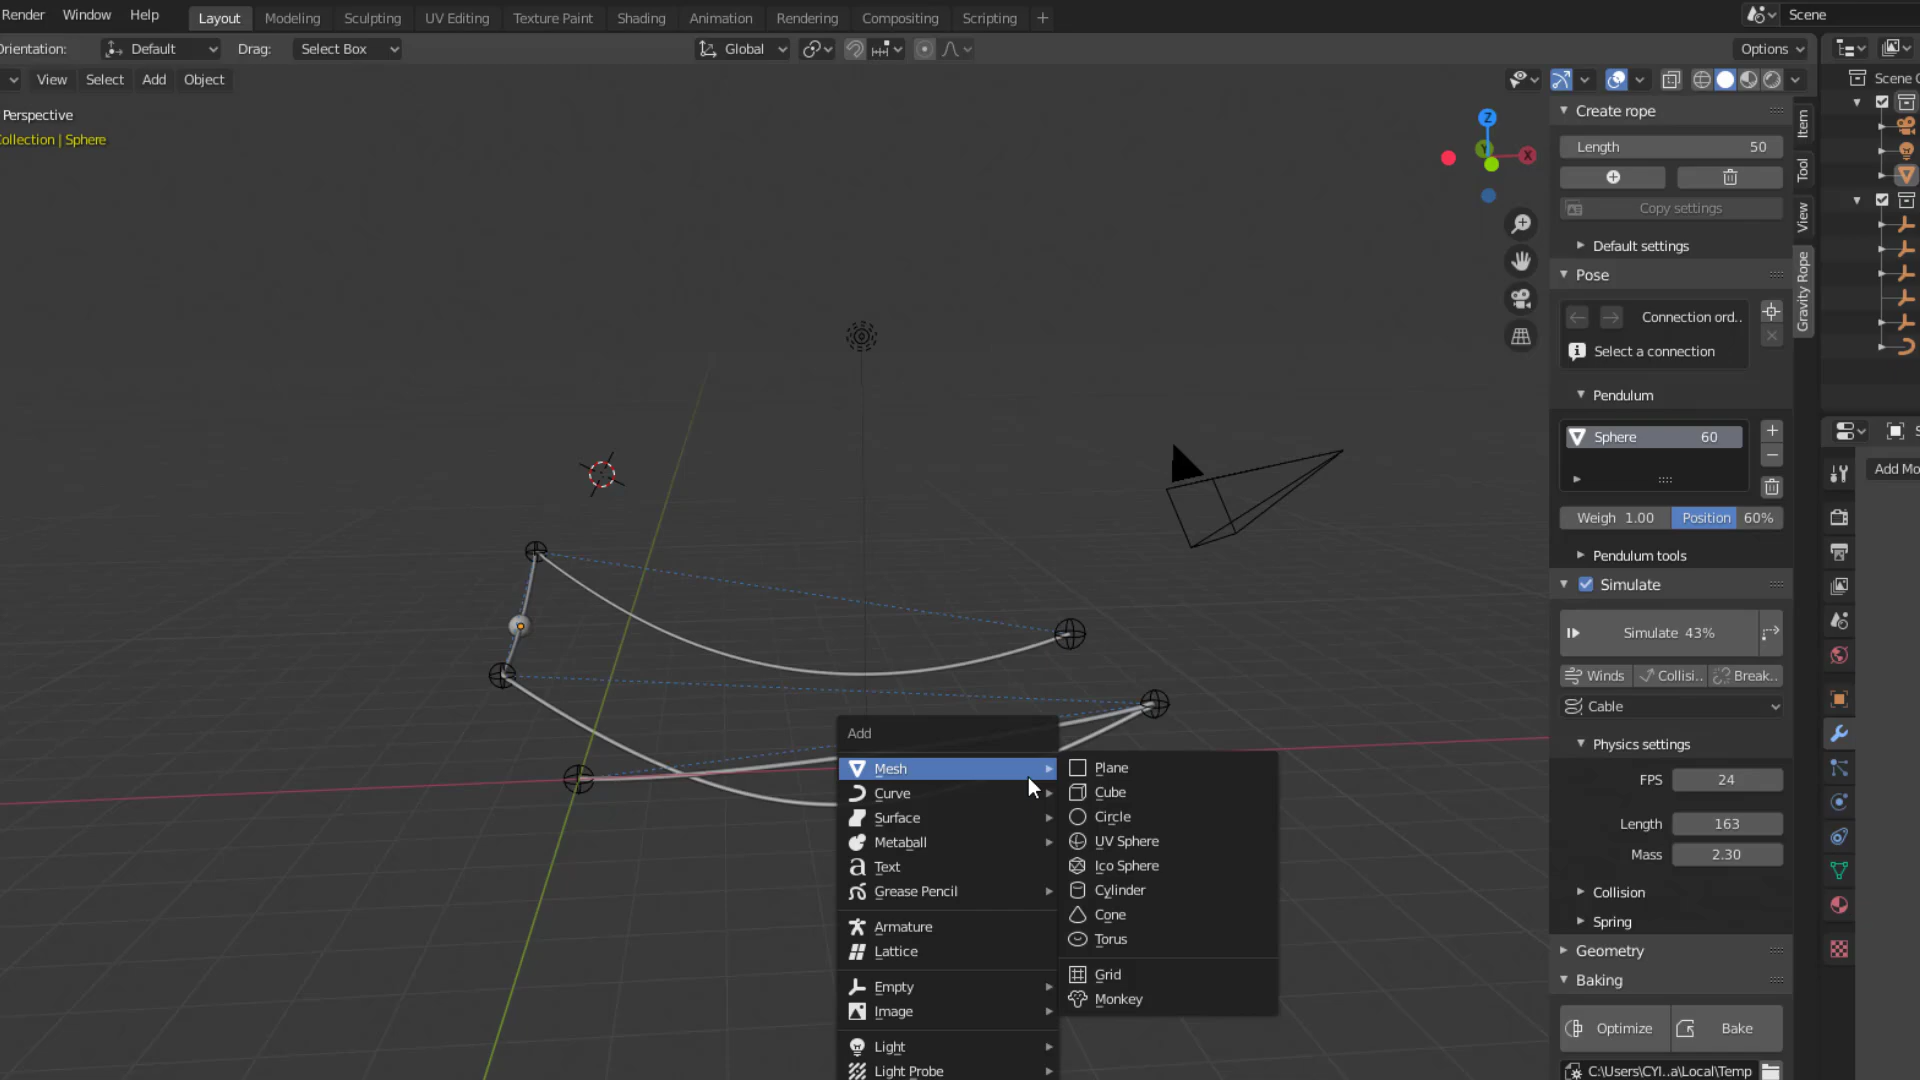 Render Window Help Layout Modeling Sculpting UV Editing Texture Paint Shading Animation Rendering Compositing Scripting + Scene
Orientation: Default Drag: Select Box Global Options
View Select Add Object
Perspective
Collection | Sphere
Z
Y
X
Create rope
Length 50
Copy settings
Default settings
Pose
Connection ord..
Select a connection
Pendulum
Sphere 60
Weigh 1.00 Position 60%
Pendulum tools
Simulate
Simulate 43%
Winds Collisi.. Break..
Cable
Physics settings
FPS 24
Length 163
Mass 2.30
Collision
Spring
Geometry
Baking
Optimize Bake
C:\Users\CYI..a\Local\Temp
Item
Tool
View
Gravity Rope
Scene C
S
Add Mo
Add
Mesh
Curve
Surface
Metaball
Text
Grease Pencil
Armature
Lattice
Empty
Image
Light
Light Probe
Plane
Cube
Circle
UV Sphere
Ico Sphere
Cylinder
Cone
Torus
Grid
Monkey